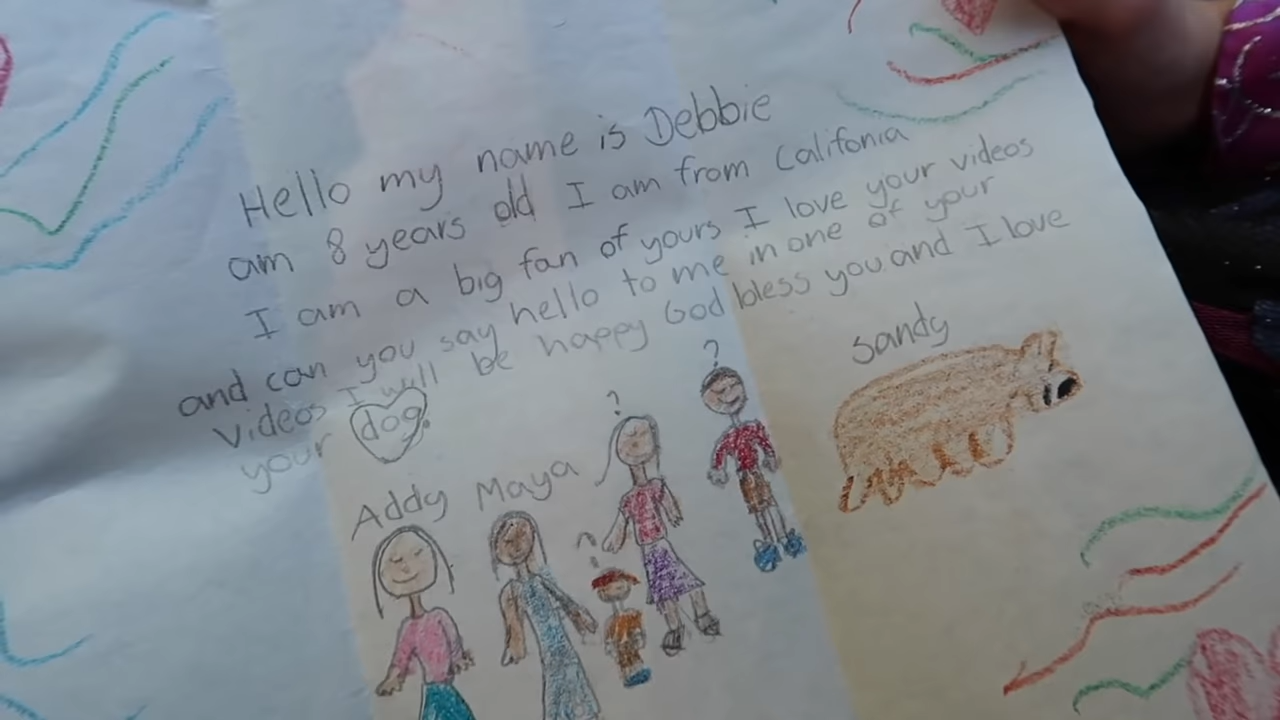 Hello my name is Debbie
am 8 years old I am from Califonia
I am a big fan of yours I love your videos
and can you say hello to me in one of your
videos I will be happy God bless you and I love
your dog.
Sandy
?
?
Addy Maya
?